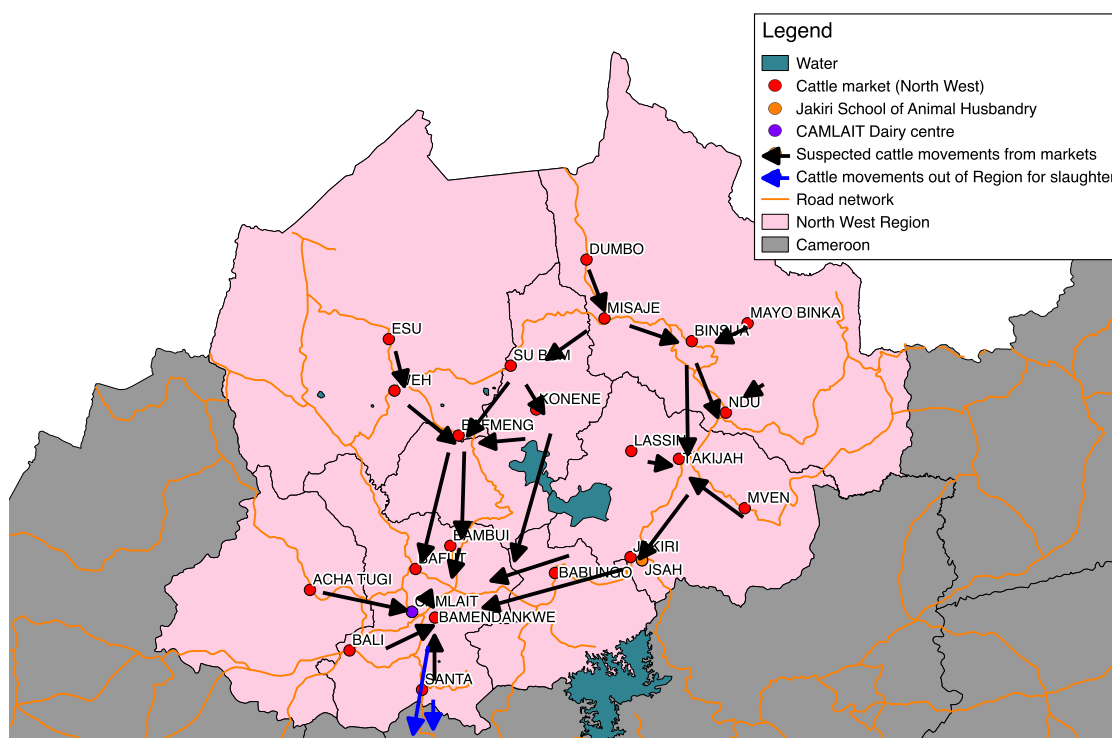 Legend
Water
Cattle market (North West)
Jakiri School of Animal Husbandry
CAMLAIT Dairy centre
Suspected cattle movements from markets
Cattle movements out of Region for slaughter
Road network
North West Region
Cameroon
DUMBO
MISAJE
MAYO BINKA
BINSHA
ESU
SU BUM
WEH
KONENE
NDU
BEFMENG
LASSIN
TAKIJAH
MVEN
BAMBUI
BAFUT
JAKIRI
JSAH
BABUNGO
ACHA TUGI
CAMLAIT
BAMENDANKWE
BALI
SANTA